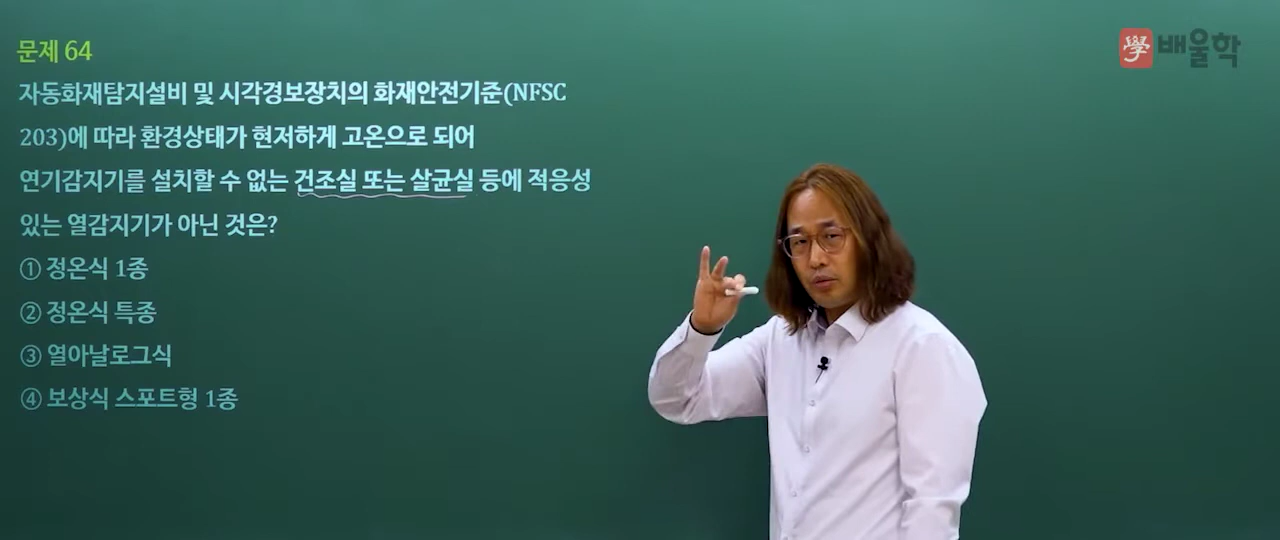 문제 64
學 배울학
자동화재탐지설비 및 시각경보장치의 화재안전기준(NFSC
203)에 따라 환경상태가 현저하게 고온으로 되어
연기감지기를 설치할 수 없는 건조실 또는 살균실 등에 적응성
있는 열감지기가 아닌 것은?
① 정온식 1종
② 정온식 특종
③ 열아날로그식
④ 보상식 스포트형 1종